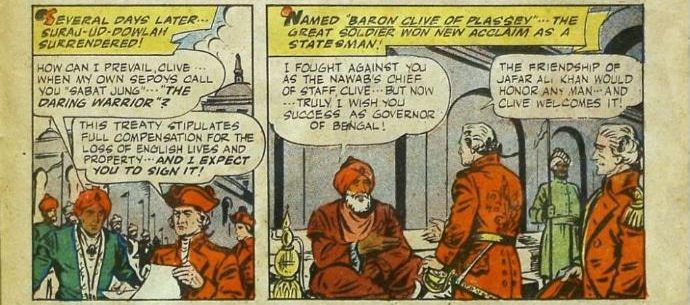 SEVERAL DAYS LATER...
SURAJ-UD-DOWLAH
SURRENDERED!
HOW CAN I PREVAIL, CLIVE...
WHEN MY OWN SEPOYS CALL
YOU "SABAT JUNG"..."THE
DARING WARRIOR"?
THIS TREATY STIPULATES
FULL COMPENSATION FOR THE
LOSS OF ENGLISH LIVES AND
PROPERTY...AND I EXPECT
YOU TO SIGN IT!
NAMED "BARON CLIVE OF PLASSEY"...THE
GREAT SOLDIER WON NEW ACCLAIM AS A
STATESMAN!
I FOUGHT AGAINST YOU
AS THE NAWAB'S CHIEF
OF STAFF, CLIVE...BUT NOW
...TRULY I WISH YOU
SUCCESS AS GOVERNOR
OF BENGAL!
THE FRIENDSHIP OF
JAFAR ALI KHAN WOULD
HONOR ANY MAN...AND
CLIVE WELCOMES IT!